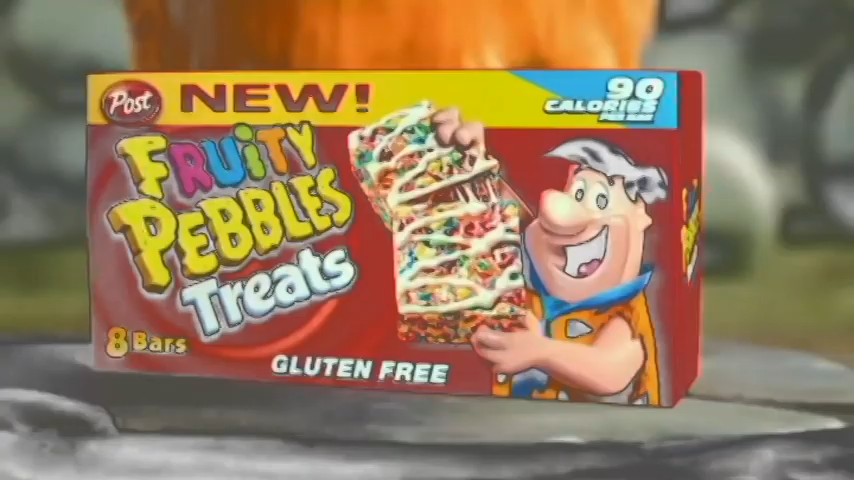 Post
NEW!
90
CALORIES
PER BAR
FRUITY
PEBBLES
Treats
8 Bars
GLUTEN FREE